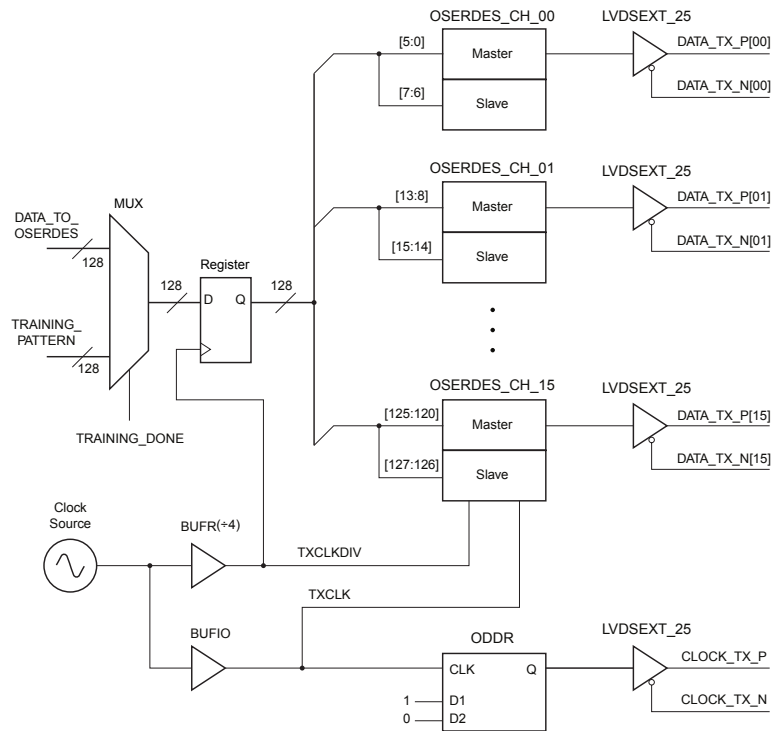 OSERDES_CH_00
LVDSEXT_25
[5:0]
Master
DATA_TX_P[00]
[7:6]
Slave
DATA_TX_N[00]
OSERDES_CH_01
LVDSEXT_25
[13:8]
Master
DATA_TX_P[01]
[15:14]
Slave
DATA_TX_N[01]
MUX
DATA_TO_
OSERDES
128
Register
128
D
Q
128
TRAINING_
PATTERN
128
TRAINING_DONE
OSERDES_CH_15
LVDSEXT_25
[125:120]
Master
DATA_TX_P[15]
[127:126]
Slave
DATA_TX_N[15]
Clock
Source
BUFR(÷4)
TXCLKDIV
TXCLK
BUFIO
ODDR
LVDSEXT_25
CLK
Q
CLOCK_TX_P
1
D1
0
D2
CLOCK_TX_N